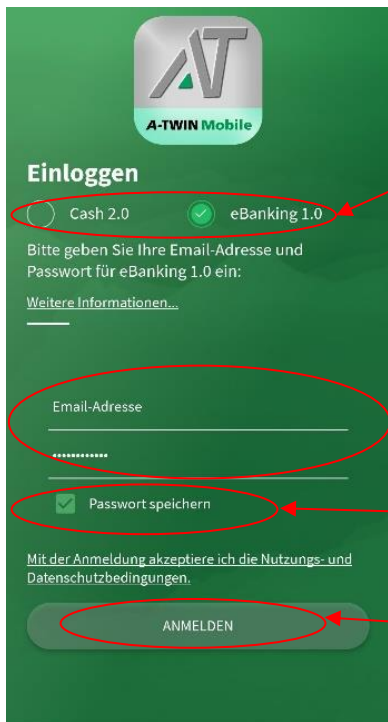 AT
A-TWIN Mobile
Einloggen
Cash 2.0 eBanking 1.0
Bitte geben Sie Ihre Email-Adresse und
Passwort für eBanking 1.0 ein:
Weitere Informationen...
Email-Adresse
............
Passwort speichern
Mit der Anmeldung akzeptiere ich die Nutzungs- und
Datenschutzbedingungen.
ANMELDEN